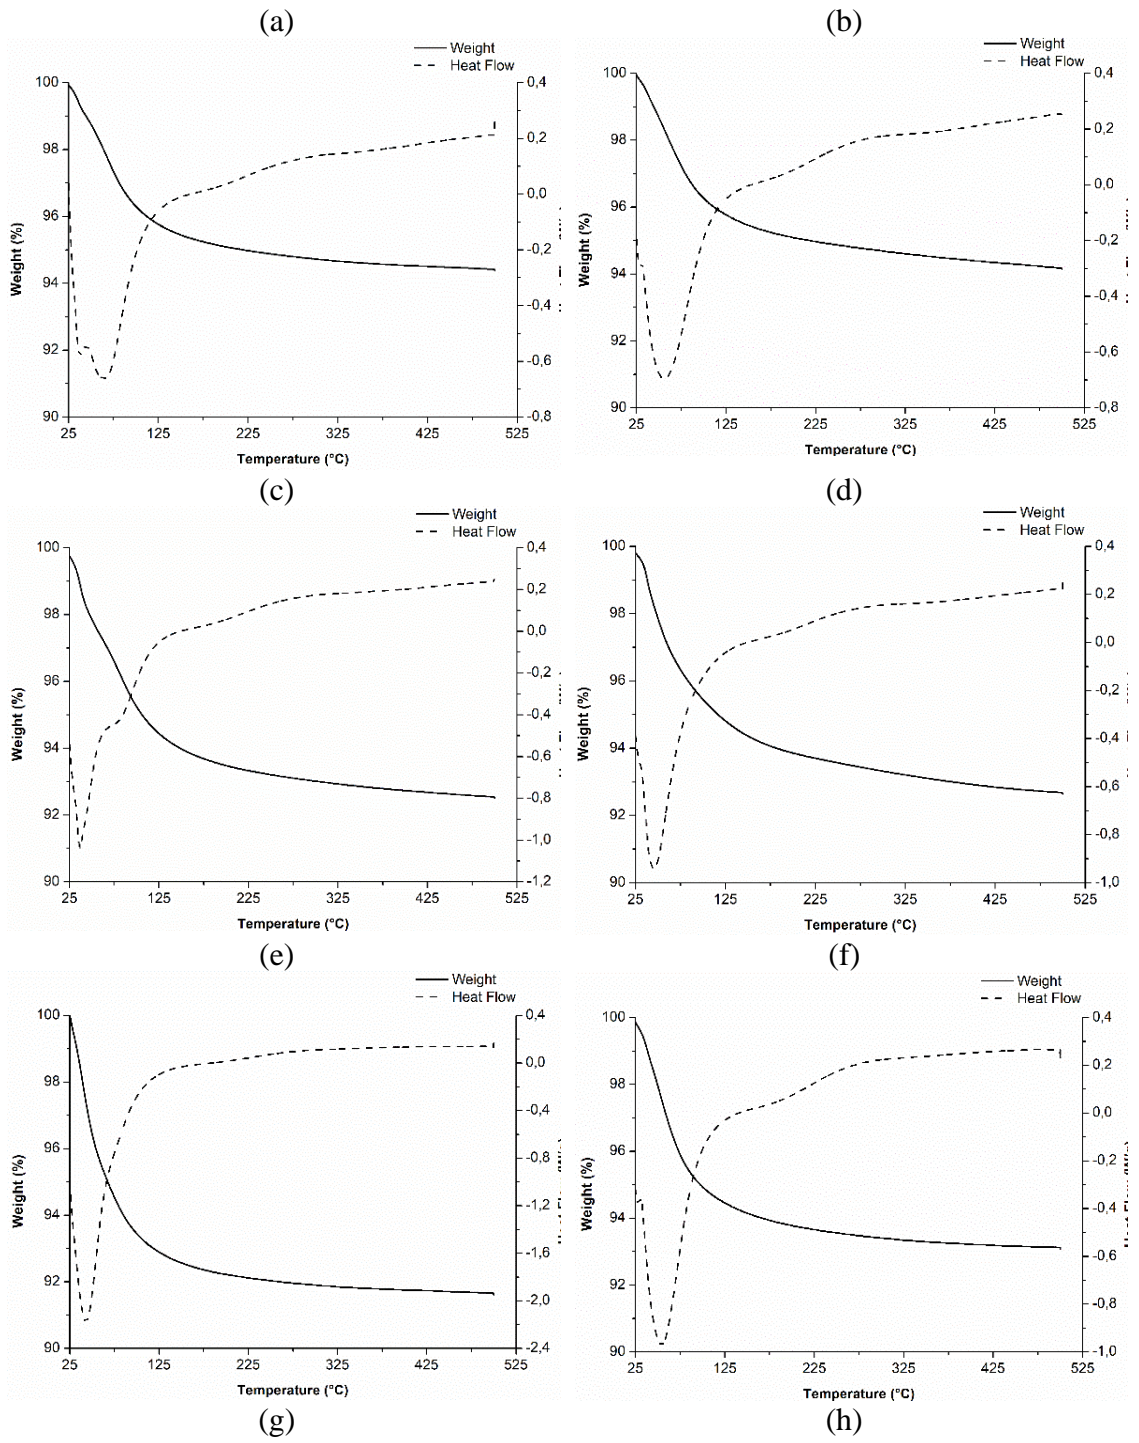 (a)
(b)
Weight
Heat Flow
100
98
96
94
92
90
Weight (%)
0,4
0,2
0,0
-0,2
-0,4
-0,6
-0,8
25 125 225 325 425 525
Temperature (°C)
Weight
Heat Flow
100
98
96
94
92
90
Weight (%)
0,4
0,2
0,0
-0,2
-0,4
-0,6
-0,8
25 125 225 325 425 525
Temperature (°C)
(c)
(d)
Weight
Heat Flow
100
98
96
94
92
90
Weight (%)
0,4
0,2
0,0
-0,2
-0,4
-0,6
-0,8
-1,0
-1,2
25 125 225 325 425 525
Temperature (°C)
Weight
Heat Flow
100
98
96
94
92
90
Weight (%)
0,4
0,2
0,0
-0,2
-0,4
-0,6
-0,8
-1,0
25 125 225 325 425 525
Temperature (°C)
(e)
(f)
Weight
Heat Flow
100
98
96
94
92
90
Weight (%)
0,4
0,0
-0,4
-0,8
-1,2
-1,6
-2,0
-2,4
25 125 225 325 425 525
Temperature (°C)
Weight
Heat Flow
100
98
96
94
92
90
Weight (%)
0,4
0,2
0,0
-0,2
-0,4
-0,6
-0,8
-1,0
Heat Flow (W/g)
25 125 225 325 425 525
Temperature (°C)
(g)
(h)